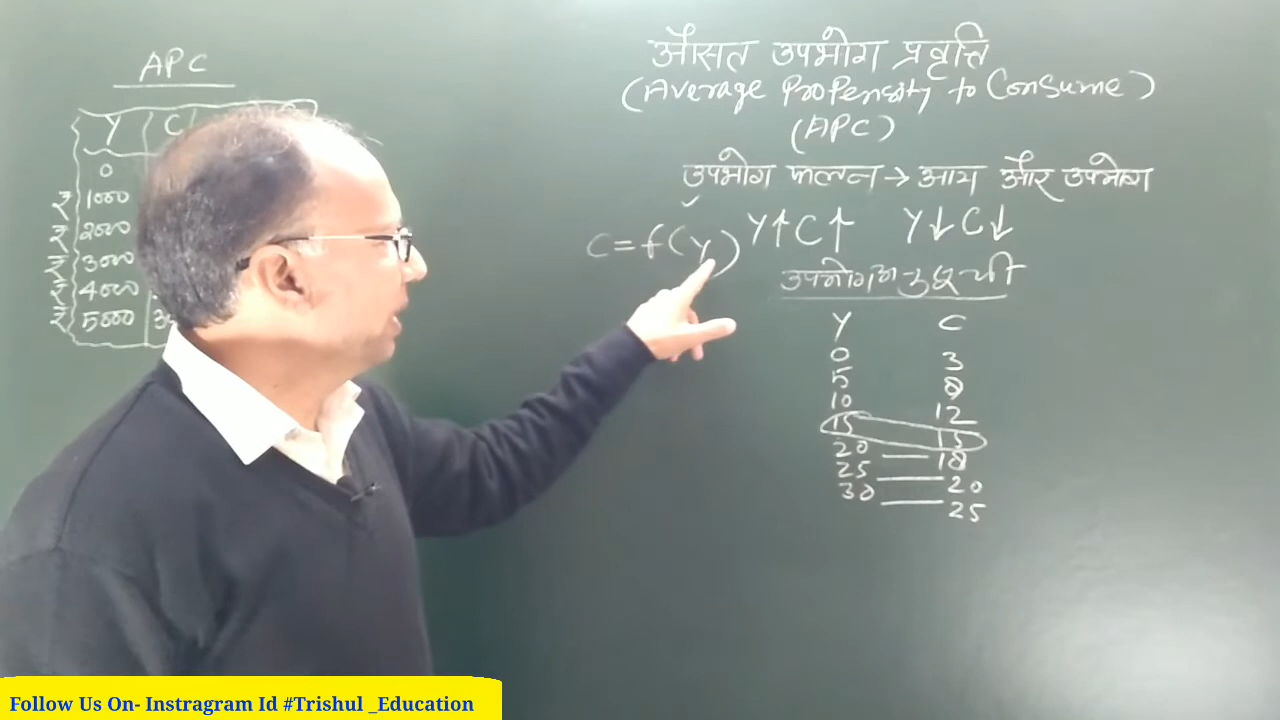 APC
Y C
0
₹ 1000
₹ 2000
₹ 3000
₹ 4000
₹ 5000 3
औसत उपभोग प्रवृत्ति
(Average Propensity to Consume)
(APC)
उपभोग फलन → आय और उपभोग
C = f(y) Y↑ C↑ Y↓ C↓
उपभोग अनुसूची
Y C
0 3
5 8
10 12
15 15
20 — 18
25 — 20
30 — 25
Follow Us On- Instragram Id #Trishul _Education